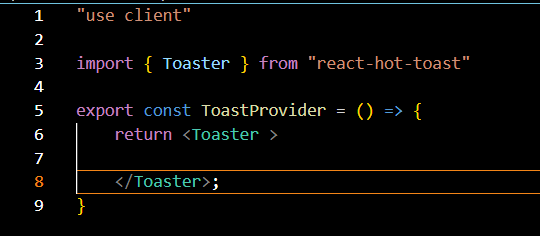 1 "use client"
2
3 import { Toaster } from "react-hot-toast"
4
5 export const ToastProvider = () => {
6 return <Toaster >
7
8 </Toaster>;
9 }